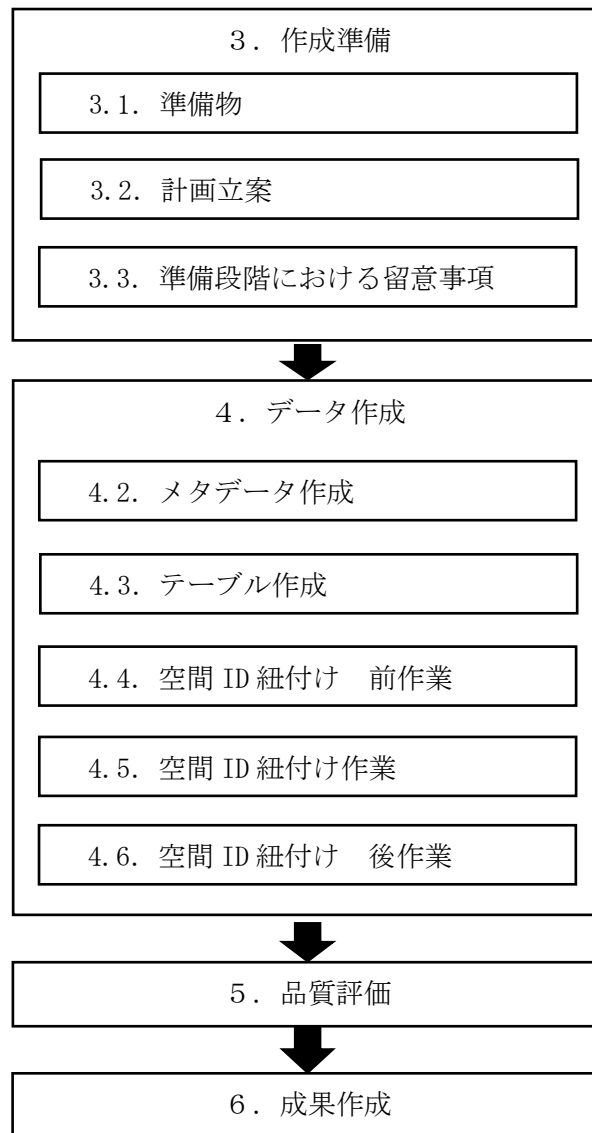 ３．作成準備
3.1．準備物
3.2．計画立案
3.3．準備段階における留意事項
４．データ作成
4.2．メタデータ作成
4.3．テーブル作成
4.4．空間 ID 紐付け　前作業
4.5．空間 ID 紐付け作業
4.6．空間 ID 紐付け　後作業
５．品質評価
６．成果作成